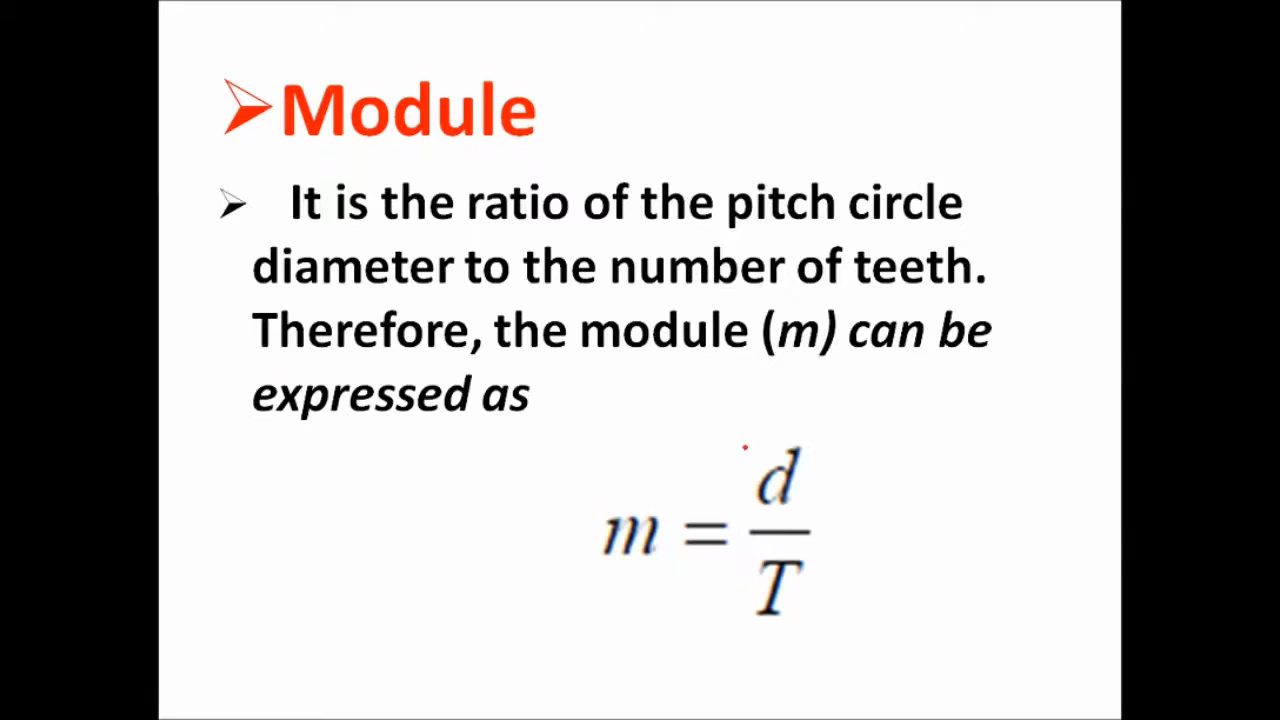 ➢Module
➢ It is the ratio of the pitch circle
diameter to the number of teeth.
Therefore, the module (m) can be
expressed as
m = d/T